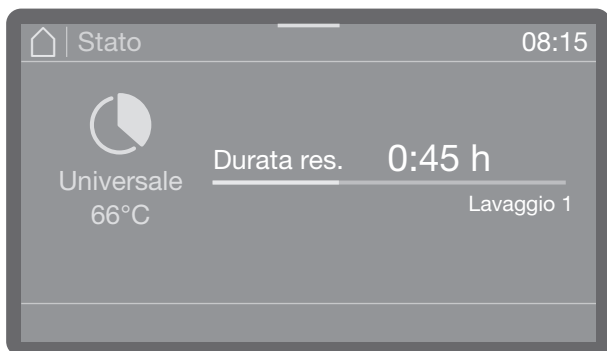 Stato 08:15
Durata res. 0:45 h
Universale
66°C
Lavaggio 1